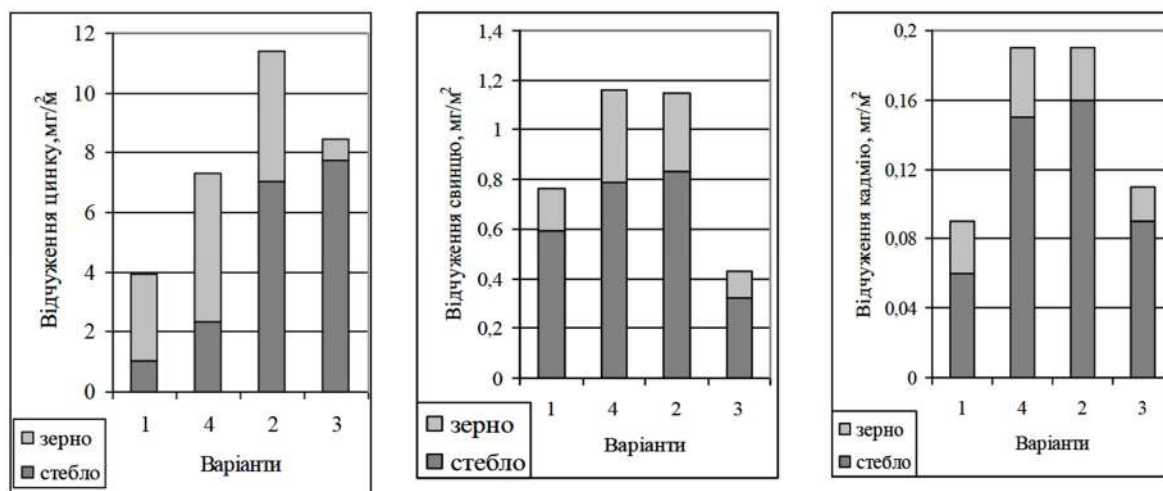 Відчуження цинку,мг/м²
12
10
8
6
4
2
0
1 4 2 3
Варіанти
зерно
стебло
Відчуження свинцю, мг/м²
1,4
1,2
1
0,8
0,6
0,4
0,2
0
1 4 2 3
Варіанти
зерно
стебло
Відчуження кадмію, мг/м²
0,2
0,16
0,12
0,08
0,04
0
1 4 2 3
Варіанти
зерно
стебло